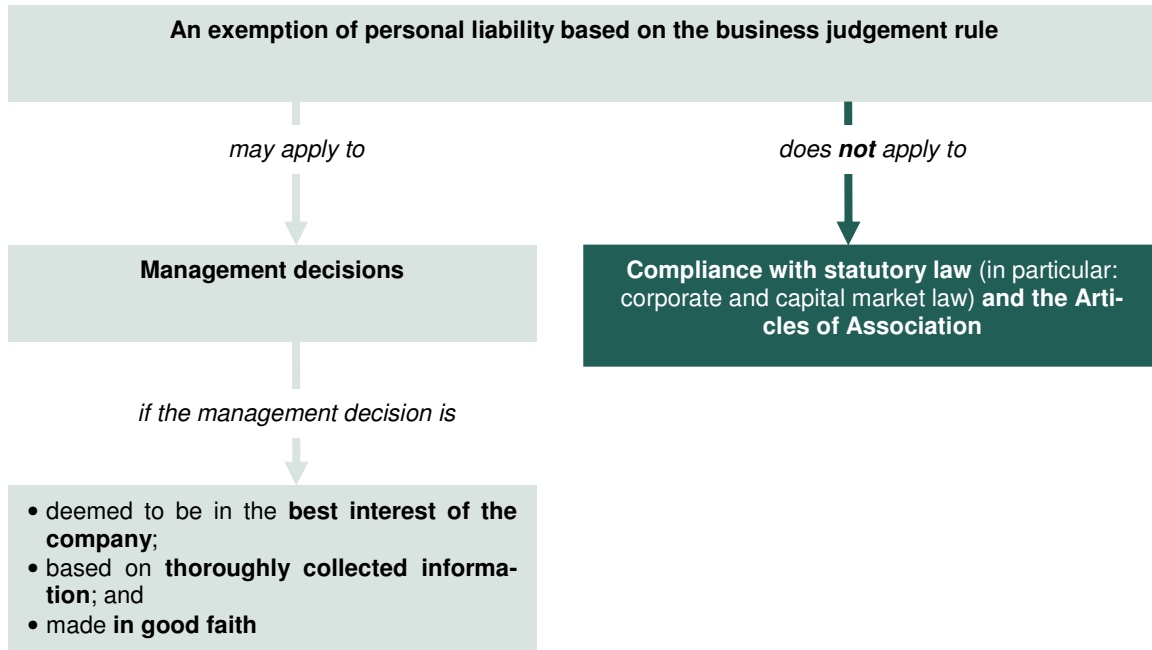 An exemption of personal liability based on the business judgement rule
may apply to
does not apply to
Management decisions
Compliance with statutory law (in particular:
corporate and capital market law) and the Arti-
cles of Association
if the management decision is
• deemed to be in the best interest of the
company;
• based on thoroughly collected informa-
tion; and
• made in good faith